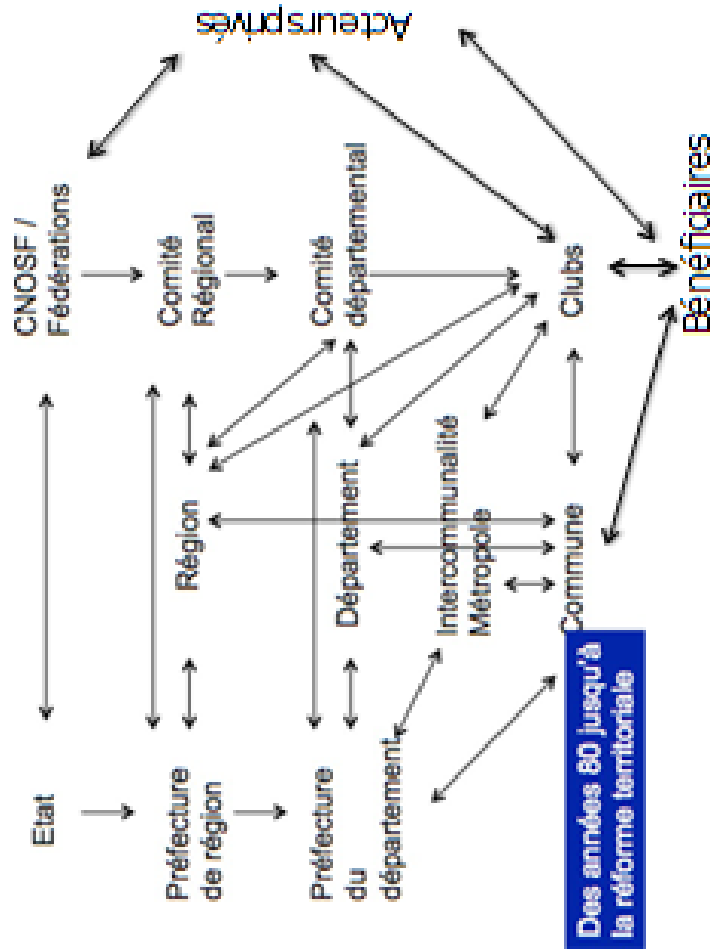 Etat
CNOSF /
Fédérations
Acteurs privés
Préfecture
de région
Région
Comité
Régional
Préfecture
du
département
Département
Comité
départemental
Intercommunalité
Métropole
Commune
Clubs
Bénéficiaires
Des années 80 jusqu'à
la réforme territoriale